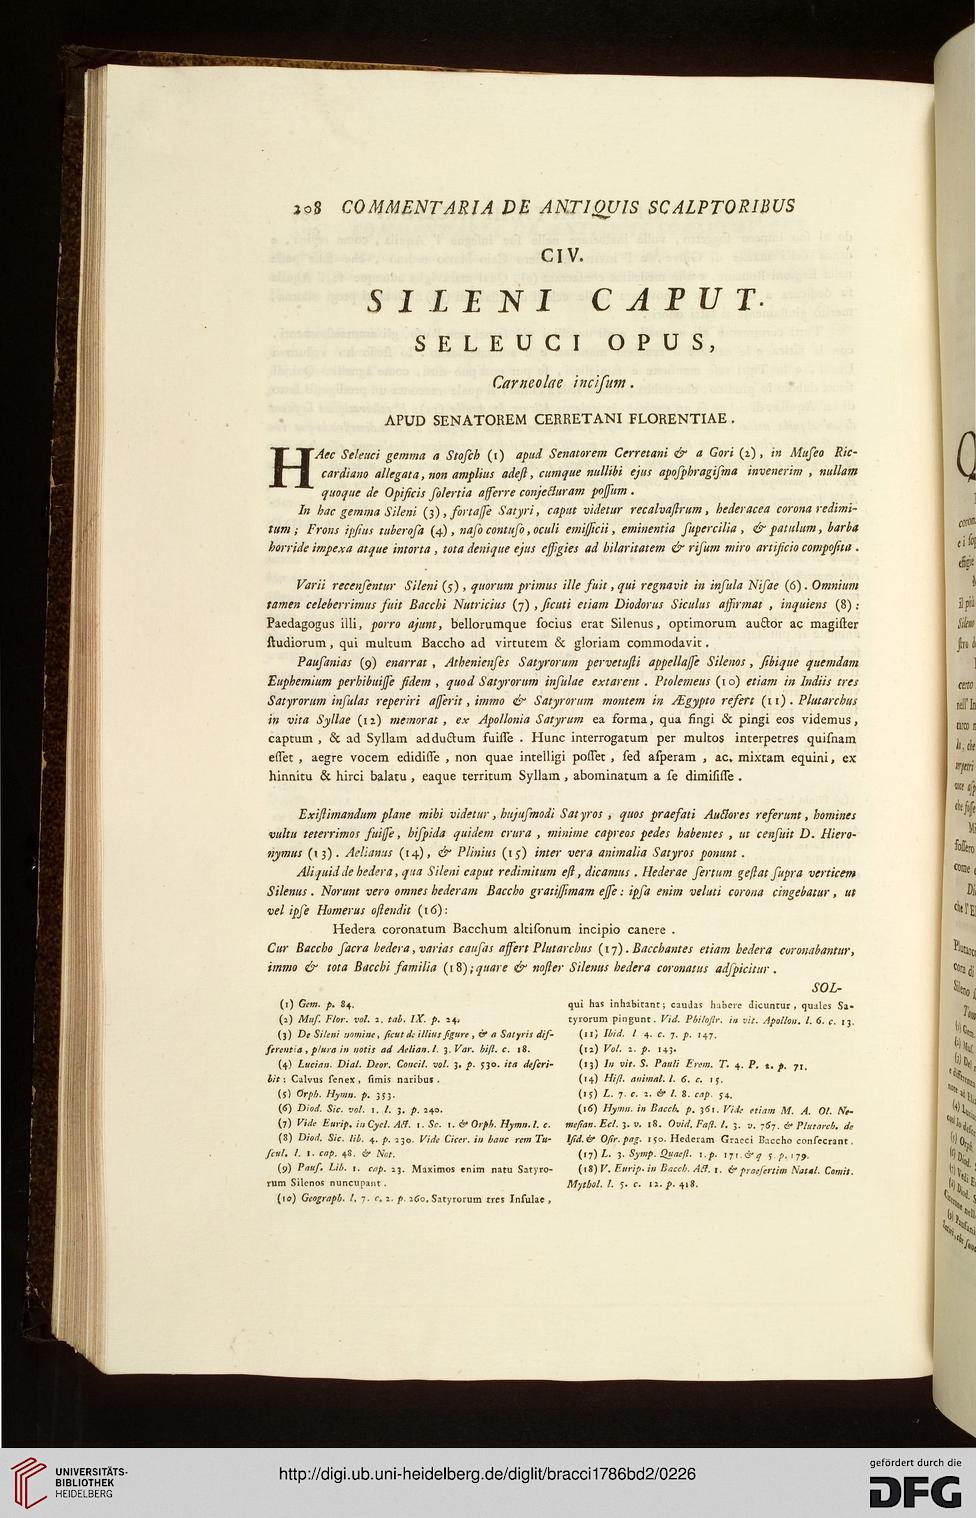 208 COMMENTARIA DE ANTIQUIS SCALPTORIBUS
CIV.
SILENI CAPUT.
SELEUCI OPUS,
Carneolae inciſum.
APUD SENATOREM CERRETANI FLORENTIAE.
HAec Seleuci gemma a Stoſch (1) apud Senatorem Cerretani & a Gori (2), in Muſeo Ric-
cardiano allegata, non amplius adeſt, cumque nullibi ejus apoſphragiſma invenerim, nullam
quoque de Opificis ſolertia afferre conjecturam poſſum.
In hac gemma Sileni (3), fortaſſe Satyri, caput videtur recalvaſtrum, hederacea corona redimi-
tum; Frons ipſius tuberoſa (4), naſo contuſo, oculi emiſſicii, eminentia ſupercilia, & patulum, barba
horride impexa atque intorta, tota denique ejus effigies ad hilaritatem & riſum miro artificio compoſita.
Varii recenſentur Sileni (5), quorum primus ille fuit, qui regnavit in inſula Niſae (6). Omnium
tamen celeberrimus fuit Bacchi Nutricius (7), ſicuti etiam Diodorus Siculus affirmat, inquiens (8):
Paedagogus illi, porro ajunt, bellorumque ſocius erat Silenus, optimorum auctor ac magiſter
ſtudiorum, qui multum Baccho ad virtutem & gloriam commodavit.
Pauſanias (9) enarrat, Athenienſes Satyrorum pervetuſti appellaſſe Silenos, ſibique quemdam
Euphemium perhibuiſſe fidem, quod Satyrorum inſulae extarent. Ptolemeus (10) etiam in Indiis tres
Satyrorum inſulas reperiri aſſerit, immo & Satyrorum montem in Ægypto refert (11). Plutarchus
in vita Syllae (12) memorat, ex Apollonia Satyrum ea forma, qua fingi & pingi eos videmus,
captum, & ad Syllam adductum fuiſſe. Hunc interrogatum per multos interpretes quiſnam
eſſet, aegre vocem edidiſſe, non quae intelligi poſſet, ſed aſperam, ac, mixtam equini, ex
hinnitu & hirci balatu, eaque territum Syllam, abominatum a ſe dimiſiſſe.
Exiſtimandum plane mihi videtur, hujuſmodi Satyros, quos praefati Auctores referunt, homines
vultu teterrimos fuiſſe, hiſpida quidem crura, minime capreos pedes habentes, ut cenſuit D. Hiero-
nymus (13). Aelianus (14), & Plinius (15) inter vera animalia Satyros ponunt.
Aliquid de hedera, qua Sileni caput redimitum eſt, dicamus. Hederae ſertum geſtat ſupra verticem
Silenus. Norunt vero omnes hederam Baccho gratiſſimam eſſe: ipſa enim veluti corona cingebatur, ut
vel ipſe Homerus oſtendit (16):
Hedera coronatum Bacchum altiſonum incipio canere.
Cur Baccho ſacra hedera, varias cauſas affert Plutarchus (17). Bacchantes etiam hedera coronabantur,
immo & tota Bacchi familia (18); quare & noſter Silenus hedera coronatus adſpicitur.
SOL-
(1) Gem. p. 84.
(2) Muſ. Flor. vol. 2. tab. IX. p. 24.
(3) De Sileni nomine, ſicut de illius figure, & a Satyris dif-
ferentia, plura in notis ad Aelian. l. 3. Var. hiſt. c. 18.
(4) Lucian. Dial. Deor. Concil. vol. 3. p. 530. ita deſcri-
bit: Calvus ſenex, ſimis naribus.
(5) Orph. Hymn. p. 353.
(6) Diod. Sic. vol. 1. l. 3. p. 240.
(7) Vide Eurip. in Cycl. Act. 1. Sc. 1. & Orph. Hymn. l. c.
(8) Diod. Sic. lib. 4. p. 230. Vide Cicer. in hanc rem Tu-
ſcul. l. 1. cap. 48. & Not.
(9) Pauſ. Lib. 1. cap. 23. Maximos enim natu Satyro-
rum Silenos nuncupant.
(10) Geograph. l. 7. c. 2. p. 260. Satyrorum tres Inſulae,
qui has inhabitant; caudas habere dicuntur, quales Sa-
tyrorum pingunt. Vid. Philoſtr. in vit. Apollon. l. 6. c. 13.
(11) Ibid. l 4. c. 7. p. 147.
(12) Vol. 2. p. 143.
(13) In vit. S. Pauli Erem. T. 4. P. 2. p. 71.
(14) Hiſt. animal. l. 6. c. 15.
(15) L. 7. c. 2. & l. 8. cap. 54.
(16) Hymn. in Bacch. p. 361. Vide etiam M. A. Ol. Ne-
meſian. Ecl. 3. v. 18. Ovid. Faſt. l. 3. v. 767. & Plutarch. de
Iſid. & Oſir. pag. 150. Hederam Graeci Baccho conſecrant.
(17) L. 3. Symp. Quaeſt. 1. p. 171. & q 5. p. 179.
(18) V. Eurip. in Bacch. Act. 1. & praeſertim Natal. Comit.
Mythol. l. 5. c. 12. p. 418.
UNIVERSITÄTS-
BIBLIOTHEK
HEIDELBERG
http://digi.ub.uni-heidelberg.de/diglit/bracci1786bd2/0226
gefördert durch die
DFG